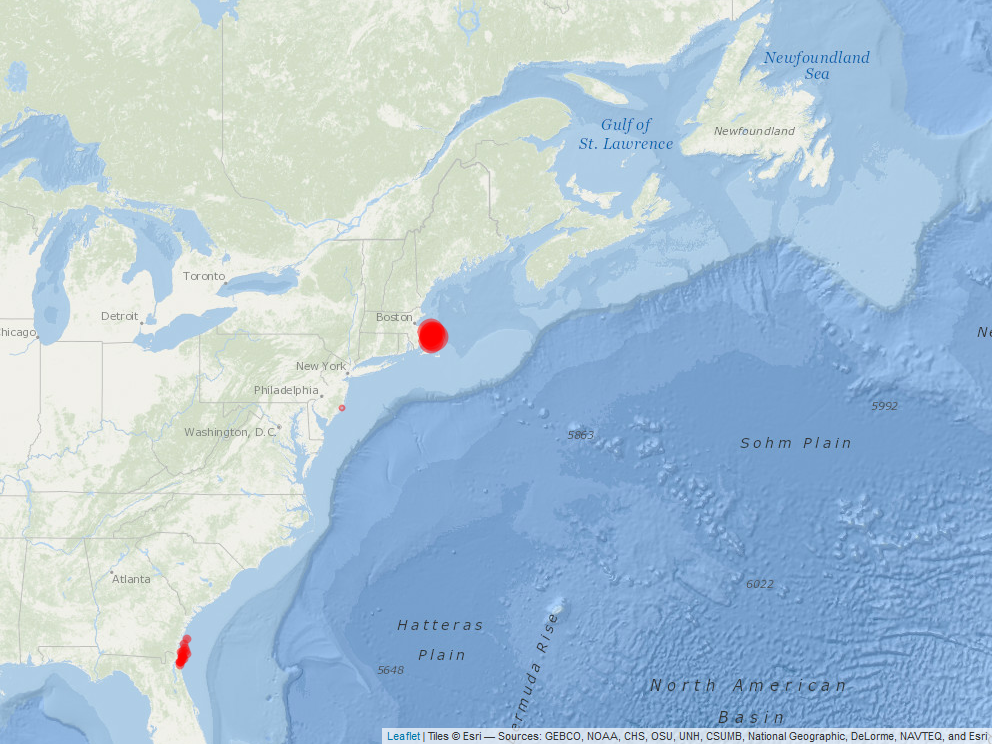 Newfoundland
Sea
Gulf of
St. Lawrence
Newfoundland
Toronto
Detroit
Boston
hicago
Ne
New York
Philadelphia
Washington, D.C.
5992
5863
Sohm Plain
Atlanta
6022
Hatteras
Plain
5648
ermuda Rise
North American
Basin
Leaflet | Tiles © Esri — Sources: GEBCO, NOAA, CHS, OSU, UNH, CSUMB, National Geographic, DeLorme, NAVTEQ, and Esri